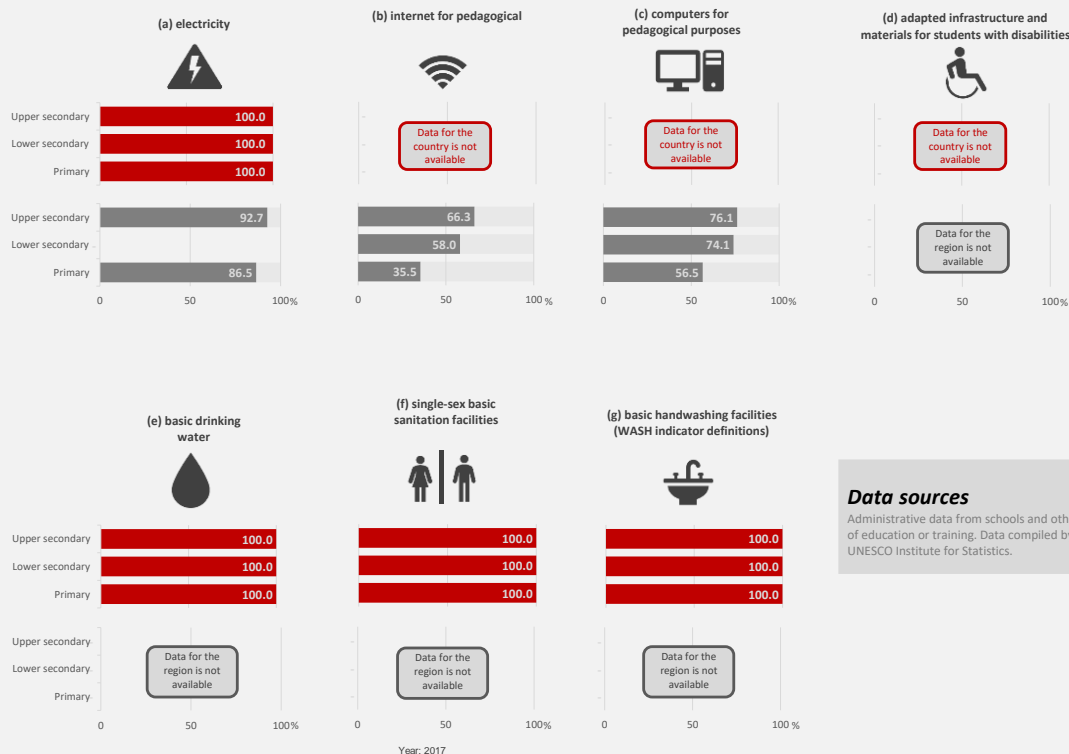 (a) electricity
(b) internet for pedagogical
(c) computers for
pedagogical purposes
(d) adapted infrastructure and
materials for students with disabilities
Upper secondary
100.0
Lower secondary
100.0
Primary
100.0
Data for the
country is not
available
Data for the
country is not
available
Data for the
country is not
available
Upper secondary
92.7
Lower secondary
Primary
86.5
66.3
58.0
35.5
76.1
74.1
56.5
Data for the
region is not
available
0 50 100%
0 50 100 %
0 50 100%
0 50 100%
(e) basic drinking
water
(f) single-sex basic
sanitation facilities
(g) basic handwashing facilities
(WASH indicator definitions)
Upper secondary
100.0
Lower secondary
100.0
Primary
100.0
100.0
100.0
100.0
100.0
100.0
100.0
Data sources
Administrative data from schools and oth
of education or training. Data compiled by
UNESCO Institute for Statistics.
Upper secondary
Lower secondary
Primary
Data for the
region is not
available
Data for the
region is not
available
Data for the
region is not
available
0 50 100%
0 50 100 %
0 50 100 %
Year: 2017